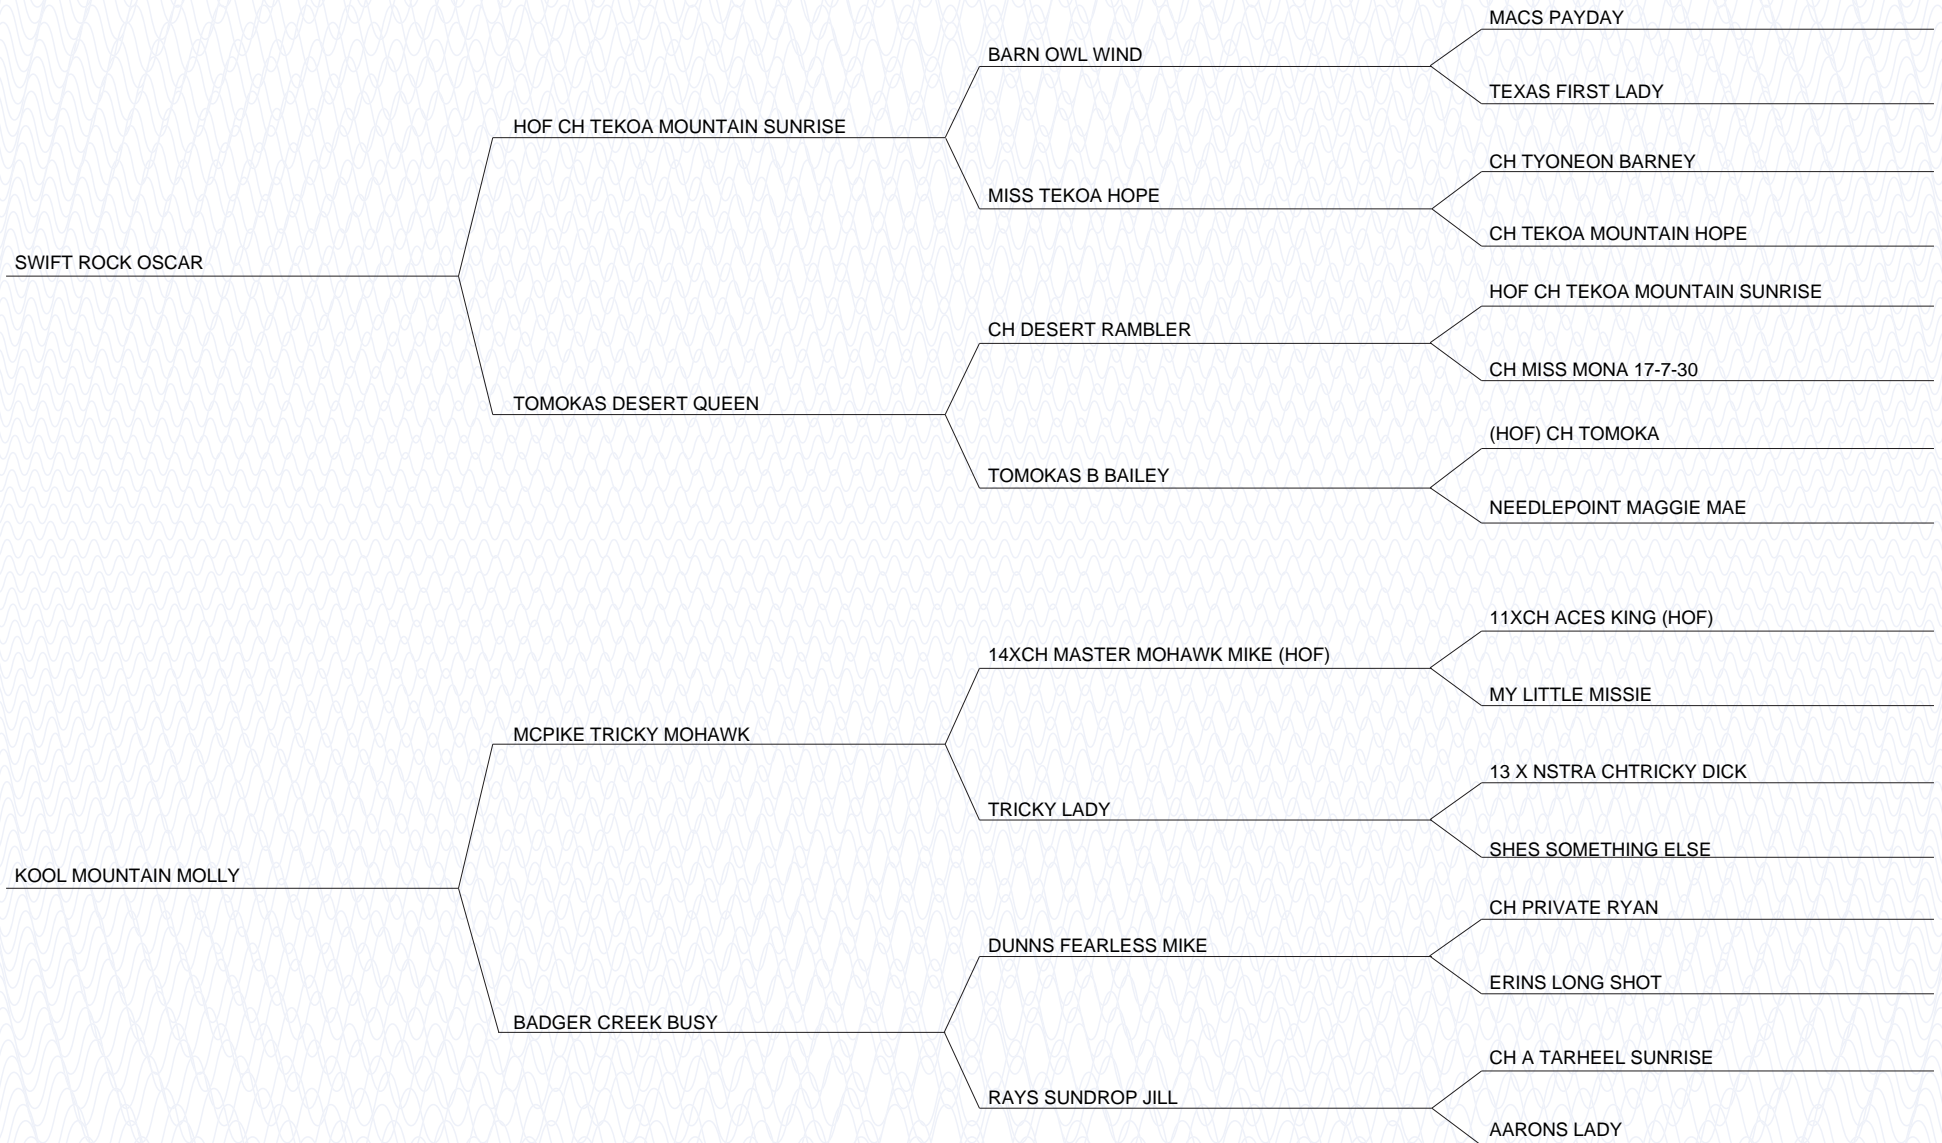 MACS PAYDAY
BARN OWL WIND
TEXAS FIRST LADY
HOF CH TEKOA MOUNTAIN SUNRISE
CH TYONEON BARNEY
MISS TEKOA HOPE
CH TEKOA MOUNTAIN HOPE
SWIFT ROCK OSCAR
HOF CH TEKOA MOUNTAIN SUNRISE
CH DESERT RAMBLER
CH MISS MONA 17-7-30
TOMOKAS DESERT QUEEN
(HOF) CH TOMOKA
TOMOKAS B BAILEY
NEEDLEPOINT MAGGIE MAE
11XCH ACES KING (HOF)
14XCH MASTER MOHAWK MIKE (HOF)
MY LITTLE MISSIE
MCPIKE TRICKY MOHAWK
13 X NSTRA CHTRICKY DICK
TRICKY LADY
SHES SOMETHING ELSE
KOOL MOUNTAIN MOLLY
CH PRIVATE RYAN
DUNNS FEARLESS MIKE
ERINS LONG SHOT
BADGER CREEK BUSY
CH A TARHEEL SUNRISE
RAYS SUNDROP JILL
AARONS LADY